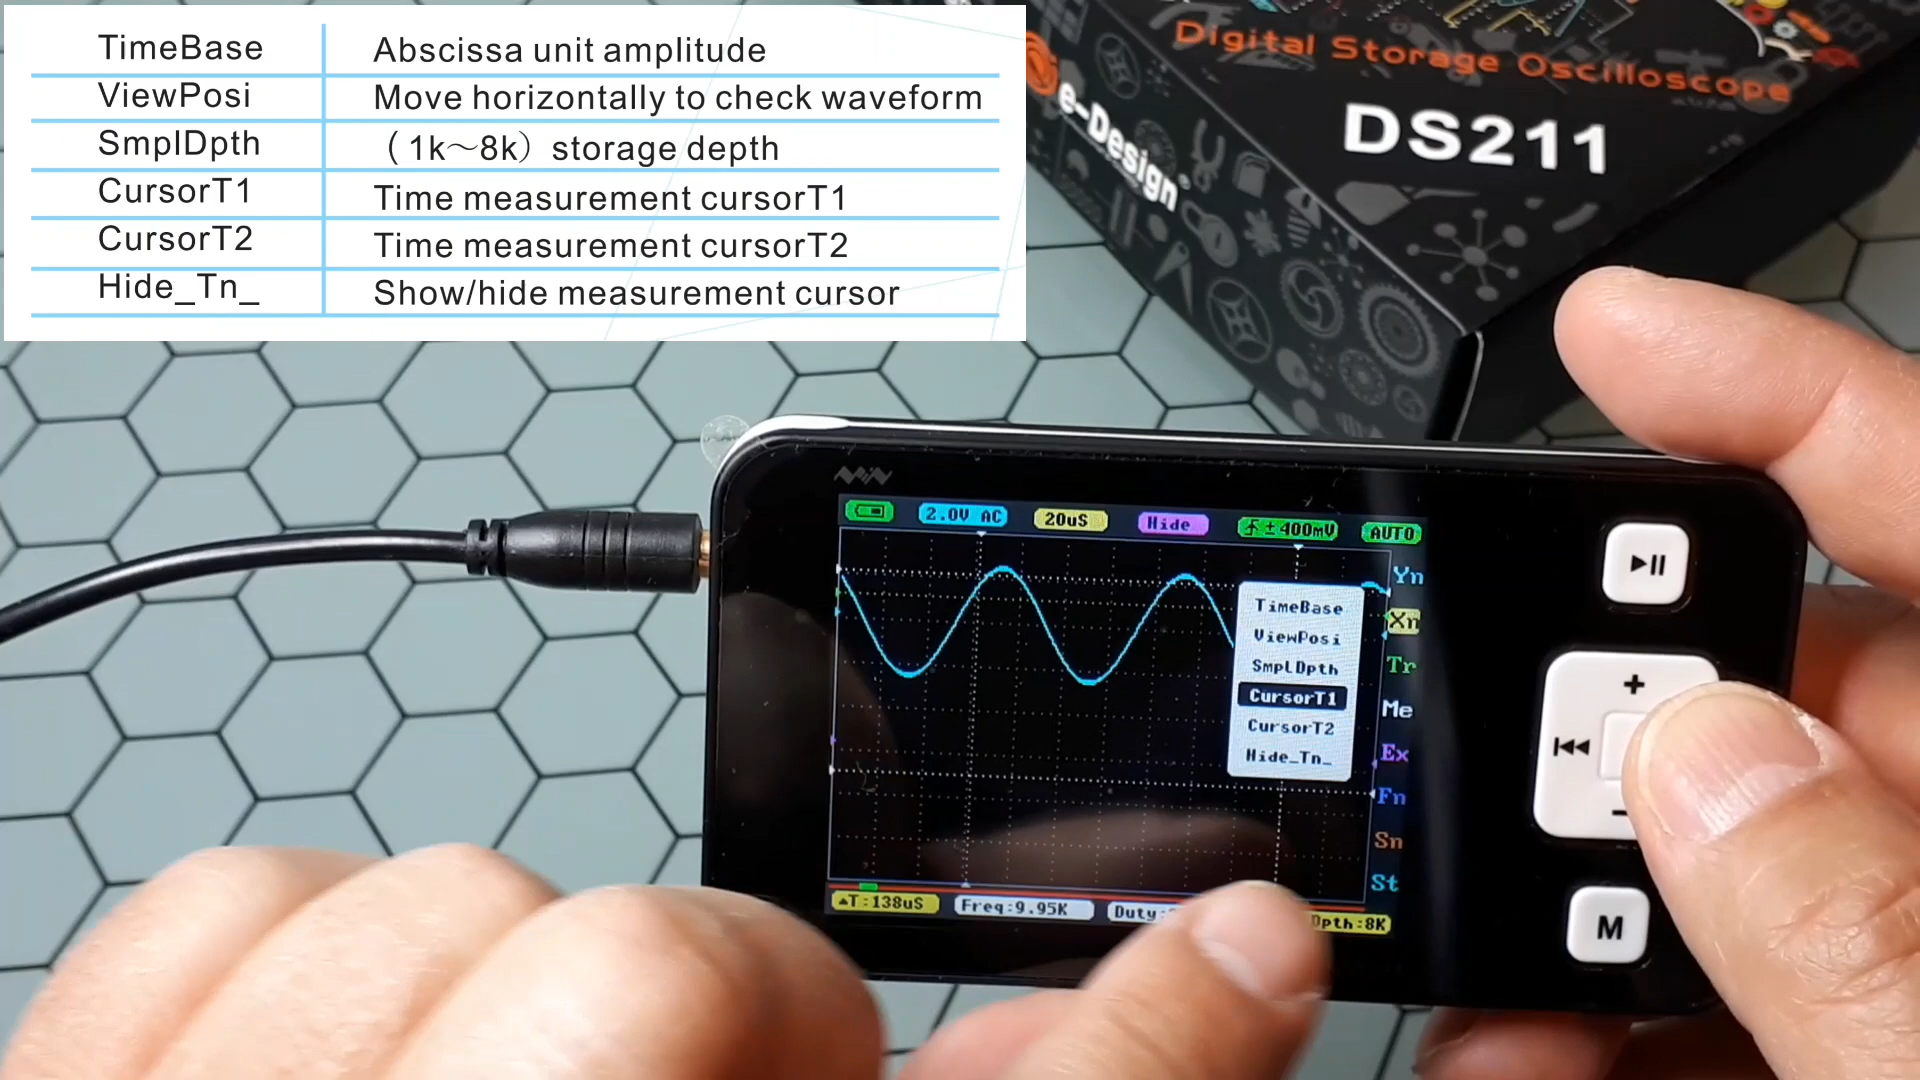 TimeBase Abscissa unit amplitude
ViewPosi Move horizontally to check waveform
SmplDpth （1k～8k）storage depth
CursorT1 Time measurement cursorT1
CursorT2 Time measurement cursorT2
Hide_Tn_ Show/hide measurement cursor
Digital Storage Oscilloscope
DS211
e-Design®
2.0V AC 20uS Hide ±400mV AUTO
Yn
Xn
Tr
Me
Ex
Fn
Sn
St
TimeBase
ViewPosi
SmplDpth
CursorT1
CursorT2
Hide_Tn_
▲T:138uS Freq:9.95K Duty: Dpth:8K
+
−
M